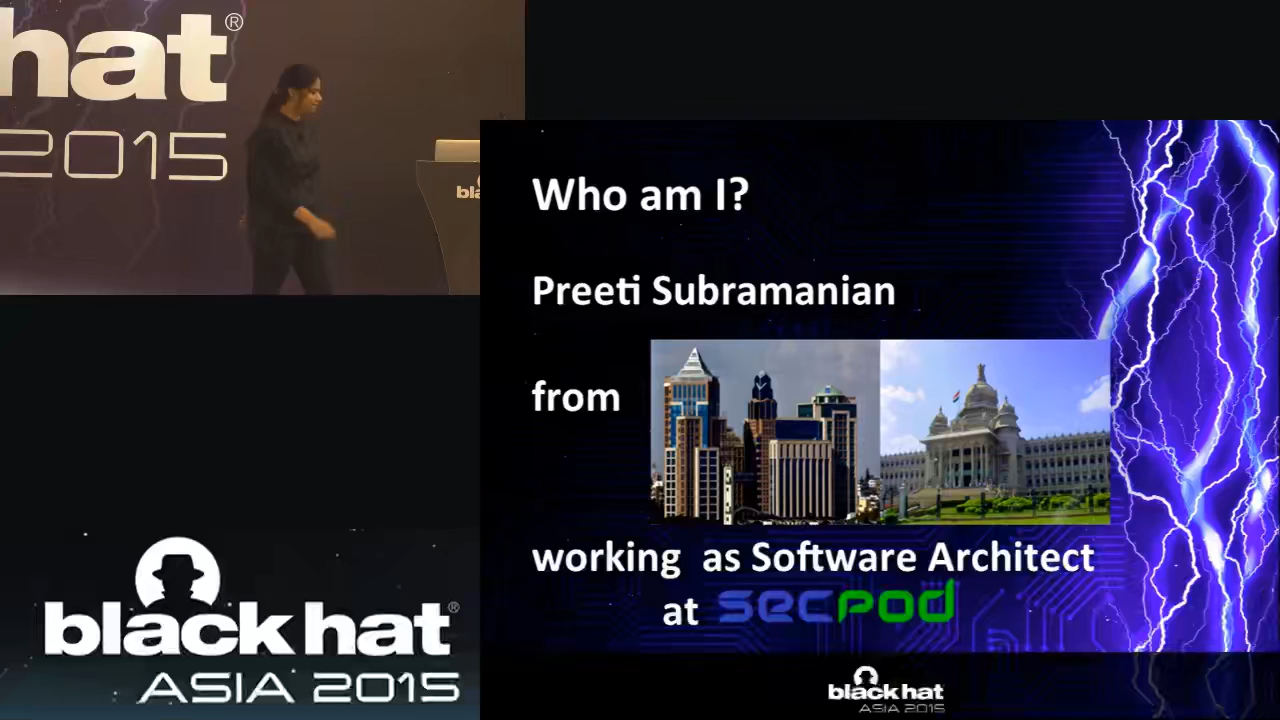 hat®
2015
bla
Who am I?
Preeti Subramanian
from
working as Software Architect
at secpod
black hat®
ASIA 2015
black hat
ASIA 2015